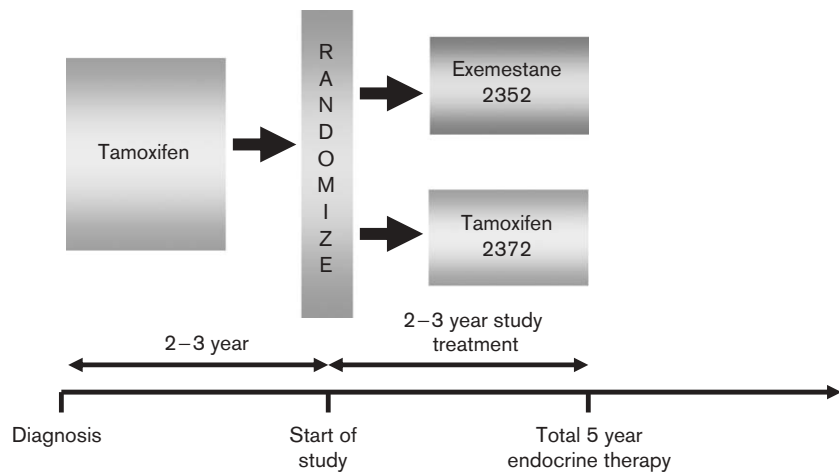 Tamoxifen
RANDOMIZE
Exemestane
2352
Tamoxifen
2372
2–3 year
2–3 year study
treatment
Diagnosis
Start of
study
Total 5 year
endocrine therapy